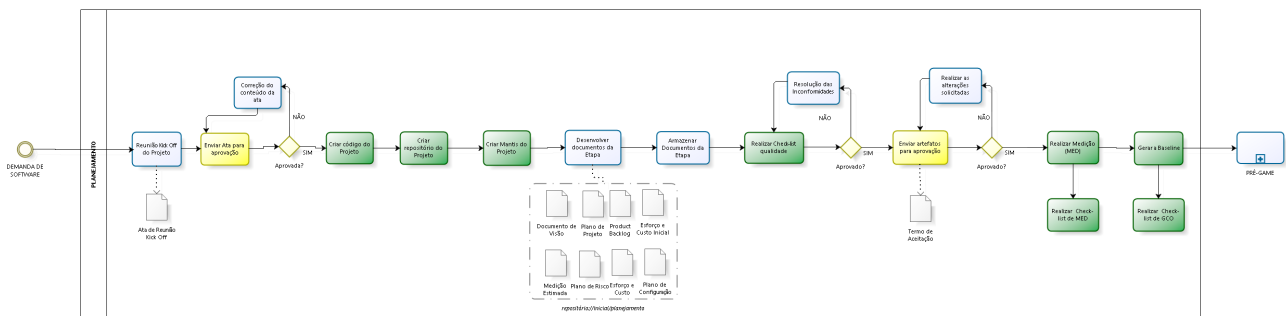 DEMANDA DE
SOFTWARE
PLANEJAMENTO
Reunião Kick Off
do Projeto
Ata de Reunião
Kick Off
Correção do
conteúdo da
ata
Enviar Ata para
aprovação
NÃO
SIM
Aprovada?
Criar código do
Projeto
Criar
repositório do
Projeto
Criar Mantis do
Projeto
Desenvolver
documentos da
Etapa
Documento de
Visão
Plano de
Projeto
Product
Backlog
Esforço e
Custo Inicial
Medição
Estimada
Plano de Risco
Esforço e
Custo
Plano de
Configuração
repositório://inicial/planejamento
Armazenar
Documentos da
Etapa
Realizar Check-list
qualidade
Resolução das
Inconformidades
NÃO
SIM
Aprovado?
Enviar artefatos
para aprovação
Termo de
Aceitação
Realizar as
alterações
solicitadas
NÃO
SIM
Aprovado?
Realizar Medição
(MED)
Realizar Check-
list de MED
Gerar a Baseline
Realizar Check-
list de GCO
PRÉ-GAME